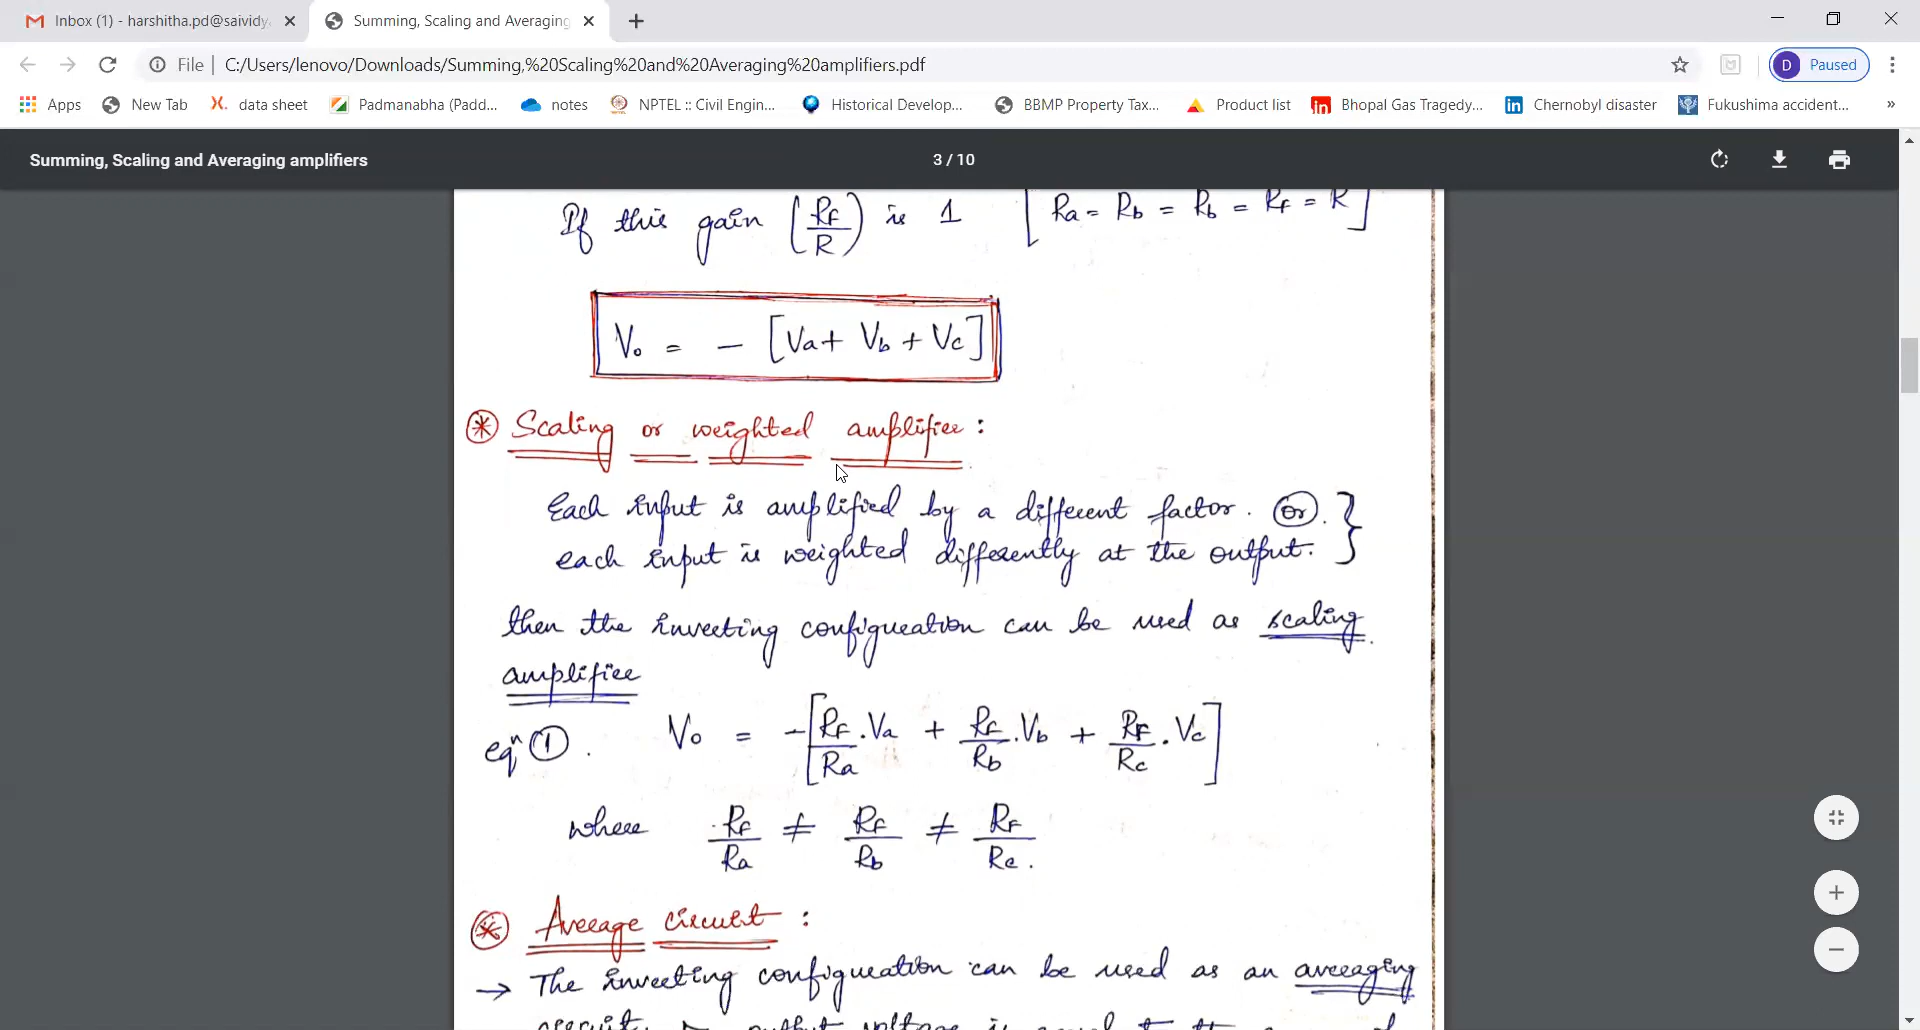 Inbox (1) - harshitha.pd@saividy
Summing, Scaling and Averaging
File | C:/Users/lenovo/Downloads/Summing,%20Scaling%20and%20Averaging%20amplifiers.pdf
D Paused
Apps New Tab data sheet Padmanabha (Padd... notes NPTEL :: Civil Engin... Historical Develop... BBMP Property Tax... Product list Bhopal Gas Tragedy... Chernobyl disaster Fukushima accident... »
Summing, Scaling and Averaging amplifiers 3 / 10
If this gain (RF/R) is 1 [Ra = Rb = Rb = RF = R]
Vo = - [Va + Vb + Vc]
Scaling or weighted amplifier :
Each input is amplified by a different factor. or.
each input is weighted differently at the output.
then the inverting configuration can be used as scaling
amplifier
eqn 1 . Vo = -[RF/Ra .Va + RF/Rb .Vb + RF/Rc . Vc]
where RF/Ra ≠ RF/Rb ≠ RF/Rc.
Average circuit :
→ The inverting configuration can be used as an averaging